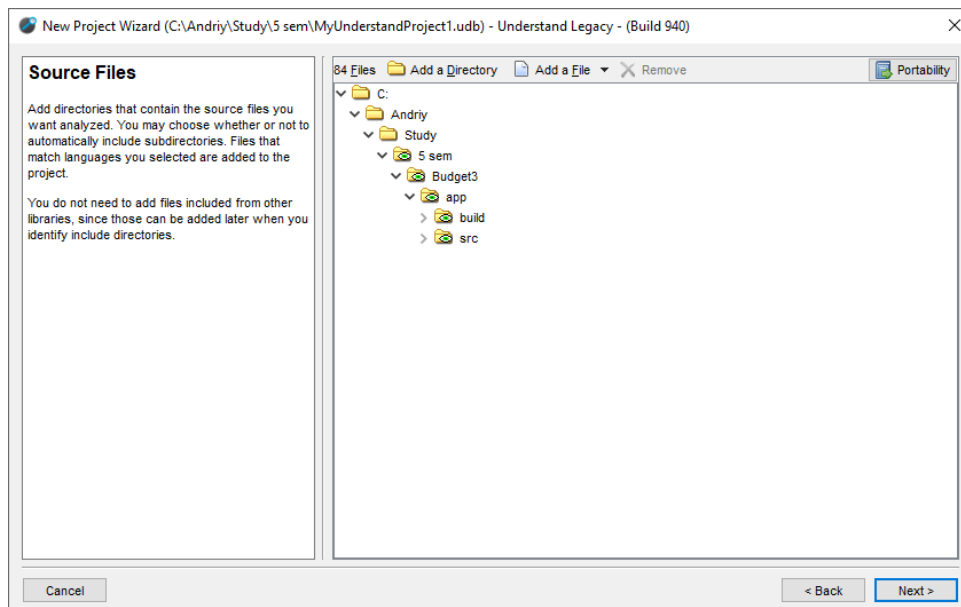 New Project Wizard (C:\Andriy\Study\5 sem\MyUnderstandProject1.udb) - Understand Legacy - (Build 940)
Source Files
Add directories that contain the source files you
want analyzed. You may choose whether or not to
automatically include subdirectories. Files that
match languages you selected are added to the
project.
You do not need to add files included from other
libraries, since those can be added later when you
identify include directories.
84 Files Add a Directory Add a File Remove Portability
C:
Andriy
Study
5 sem
Budget3
app
build
src
Cancel < Back Next >